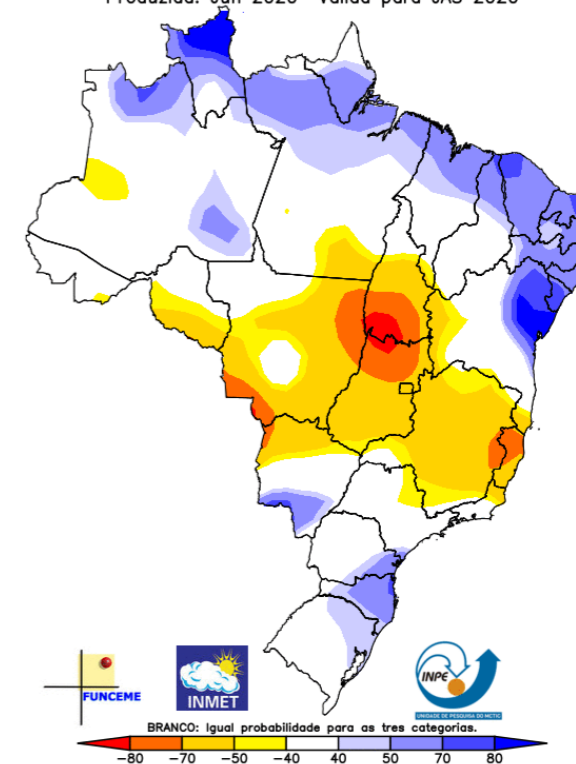 FUNCEME
INMET
INPE
UNIDADE DE PESQUISA DO MCTIC
BRANCO: Igual probabilidade para as tres categorias.
−80 −70 −50 −40 40 50 70 80